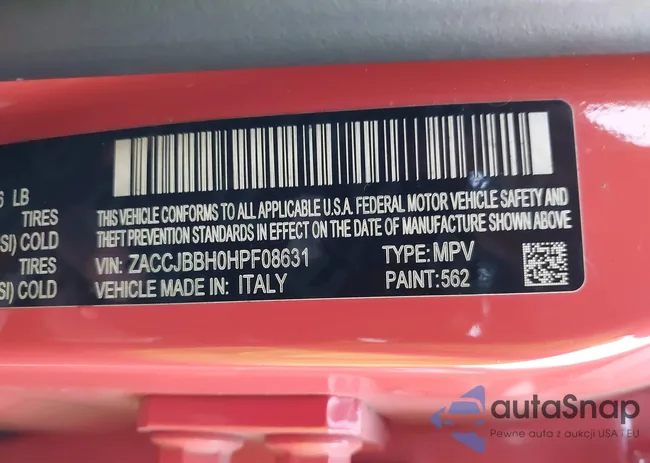 6 LB
TIRES
SI) COLD
TIRES
SI) COLD
THIS VEHICLE CONFORMS TO ALL APPLICABLE U.S.A. FEDERAL MOTOR VEHICLE SAFETY AND
THEFT PREVENTION STANDARDS IN EFFECT ON THE DATE OF MANUFACTURE SHOWN ABOVE.
VIN: ZACCJBBH0HPF08631 TYPE: MPV
VEHICLE MADE IN: ITALY PAINT:562
autaSnap
Pewne auta z aukcji USA i EU